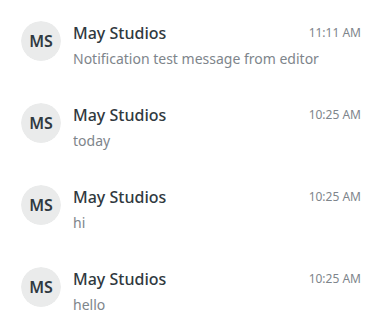 MS
May Studios
11:11 AM
Notification test message from editor
MS
May Studios
10:25 AM
today
MS
May Studios
10:25 AM
hi
MS
May Studios
10:25 AM
hello